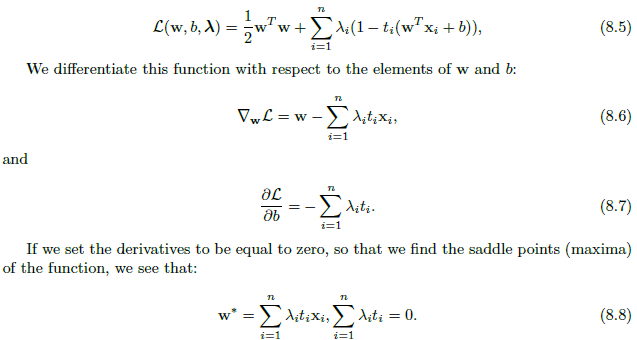 L(w, b, λ) = 1/2 wᵀw + ∑ᵢ₌₁ⁿ λᵢ(1 − tᵢ(wᵀxᵢ + b)), (8.5)
We differentiate this function with respect to the elements of w and b:
∇_w L = w − ∑ᵢ₌₁ⁿ λᵢtᵢxᵢ, (8.6)
and
∂L/∂b = − ∑ᵢ₌₁ⁿ λᵢtᵢ. (8.7)
If we set the derivatives to be equal to zero, so that we find the saddle points (maxima)
of the function, we see that:
w* = ∑ᵢ₌₁ⁿ λᵢtᵢxᵢ, ∑ᵢ₌₁ⁿ λᵢtᵢ = 0. (8.8)